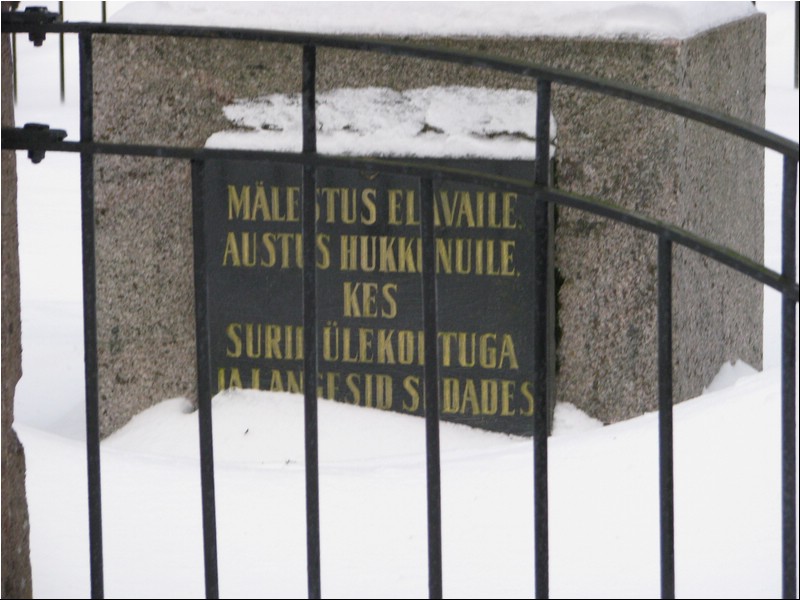 MÄLESTUS ELAVAILE.
AUSTUS HUKKUNUILE.
KES
SURID ÜLEKOHTUGA
JA LANGESID SÕDADES